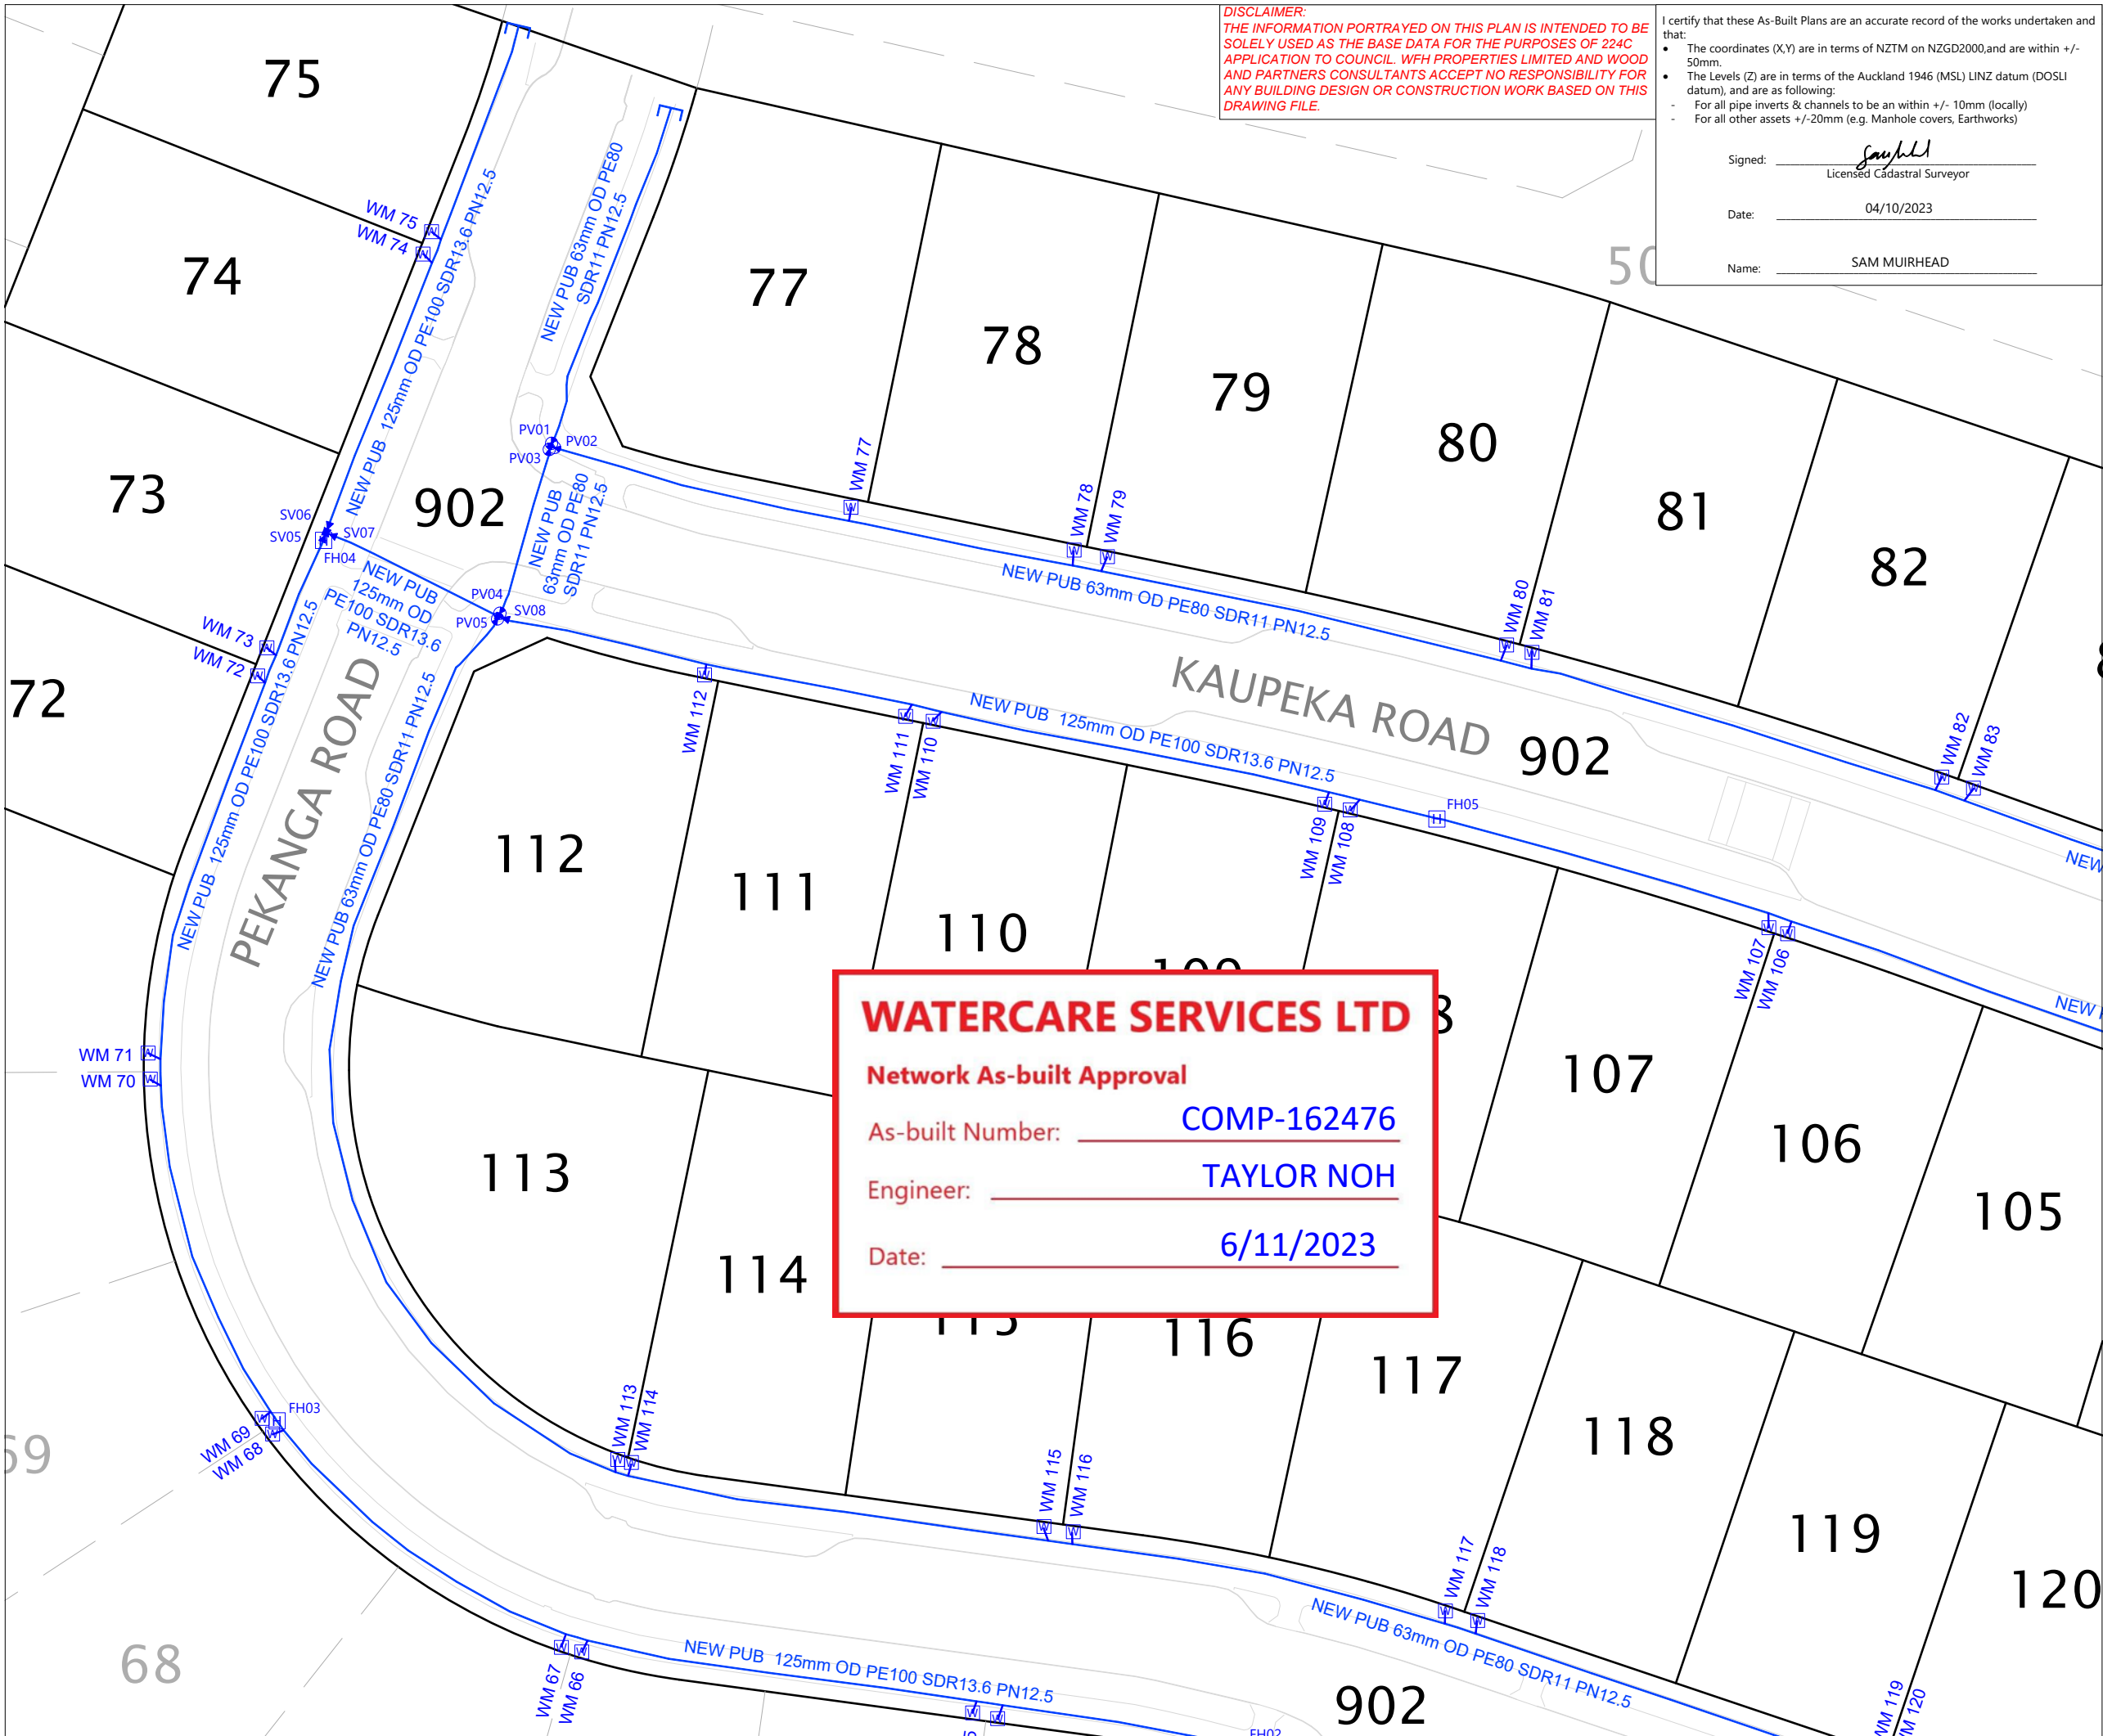 DISCLAIMER:
THE INFORMATION PORTRAYED ON THIS PLAN IS INTENDED TO BE
SOLELY USED AS THE BASE DATA FOR THE PURPOSES OF 224C
APPLICATION TO COUNCIL. WFH PROPERTIES LIMITED AND WOOD
AND PARTNERS CONSULTANTS ACCEPT NO RESPONSIBILITY FOR
ANY BUILDING DESIGN OR CONSTRUCTION WORK BASED ON THIS
DRAWING FILE.
I certify that these As-Built Plans are an accurate record of the works undertaken and
that:
• The coordinates (X,Y) are in terms of NZTM on NZGD2000,and are within +/-
50mm.
• The Levels (Z) are in terms of the Auckland 1946 (MSL) LINZ datum (DOSLI
datum), and are as following:
- For all pipe inverts & channels to be an within +/- 10mm (locally)
- For all other assets +/-20mm (e.g. Manhole covers, Earthworks)
Signed:
Licensed Cadastral Surveyor
Date: 04/10/2023
Name: SAM MUIRHEAD
75
74
73
72
77
78
79
80
81
82
902
WM 75
WM 74
NEW PUB 125mm OD PE100 SDR13.6 PN12.5
NEW PUB 63mm OD PE80
SDR11 PN12.5
PV01
PV02
PV03
WM 77
WM 78
WM 79
WM 80
WM 81
WM 82
WM 83
SV06
SV05
SV07
FH04
NEW PUB
125mm OD
PE100 SDR13.6
PN12.5
NEW PUB
63mm OD PE80
SDR11 PN12.5
PV04
SV08
PV05
NEW PUB 63mm OD PE80 SDR11 PN12.5
WM 73
WM 72
KAUPEKA ROAD
902
WM 112
WM 111
WM 110
NEW PUB 125mm OD PE100 SDR13.6 PN12.5
WM 109
WM 108
FH05
NEW
PEKANGA ROAD
NEW PUB 125mm OD PE100 SDR13.6 PN12.5
NEW PUB 63mm OD PE80 SDR11 PN12.5
112
111
110
WM 107
WM 106
NEW
107
106
105
WM 71
WM 70
WATERCARE SERVICES LTD
Network As-built Approval
As-built Number: COMP-162476
Engineer: TAYLOR NOH
Date: 6/11/2023
113
114
116
117
118
119
120
FH03
WM 69
WM 68
WM 113
WM 114
WM 115
WM 116
WM 117
WM 118
WM 119
WM 120
68
WM 67
WM 66
NEW PUB 125mm OD PE100 SDR13.6 PN12.5
NEW PUB 63mm OD PE80 SDR11 PN12.5
902
FH02